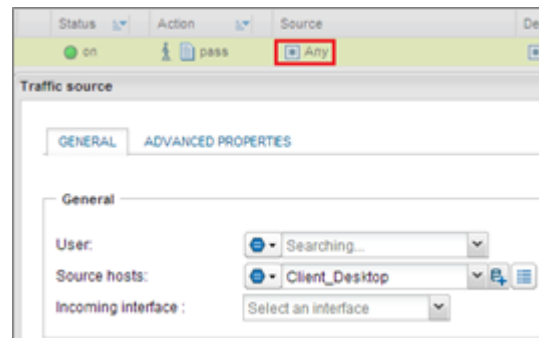 Status Action Source De
on pass Any
Traffic source
GENERAL ADVANCED PROPERTIES
General
User: Searching...
Source hosts: Client_Desktop
Incoming interface : Select an interface